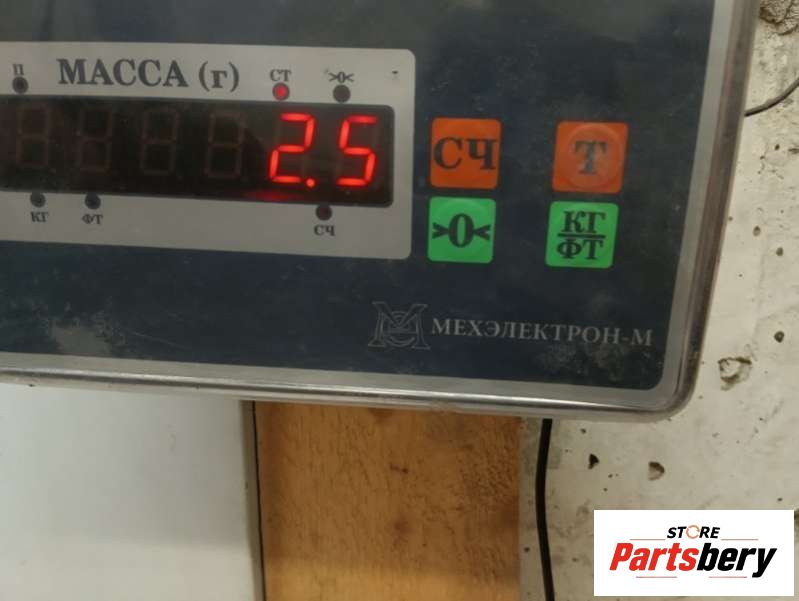 П
МАССА (г)
СТ
>0<
2.5
КГ
ФТ
СЧ
СЧ
Т
>0<
КГ
ФТ
МЕХЭЛЕКТРОН-М
STORE
Partsbery